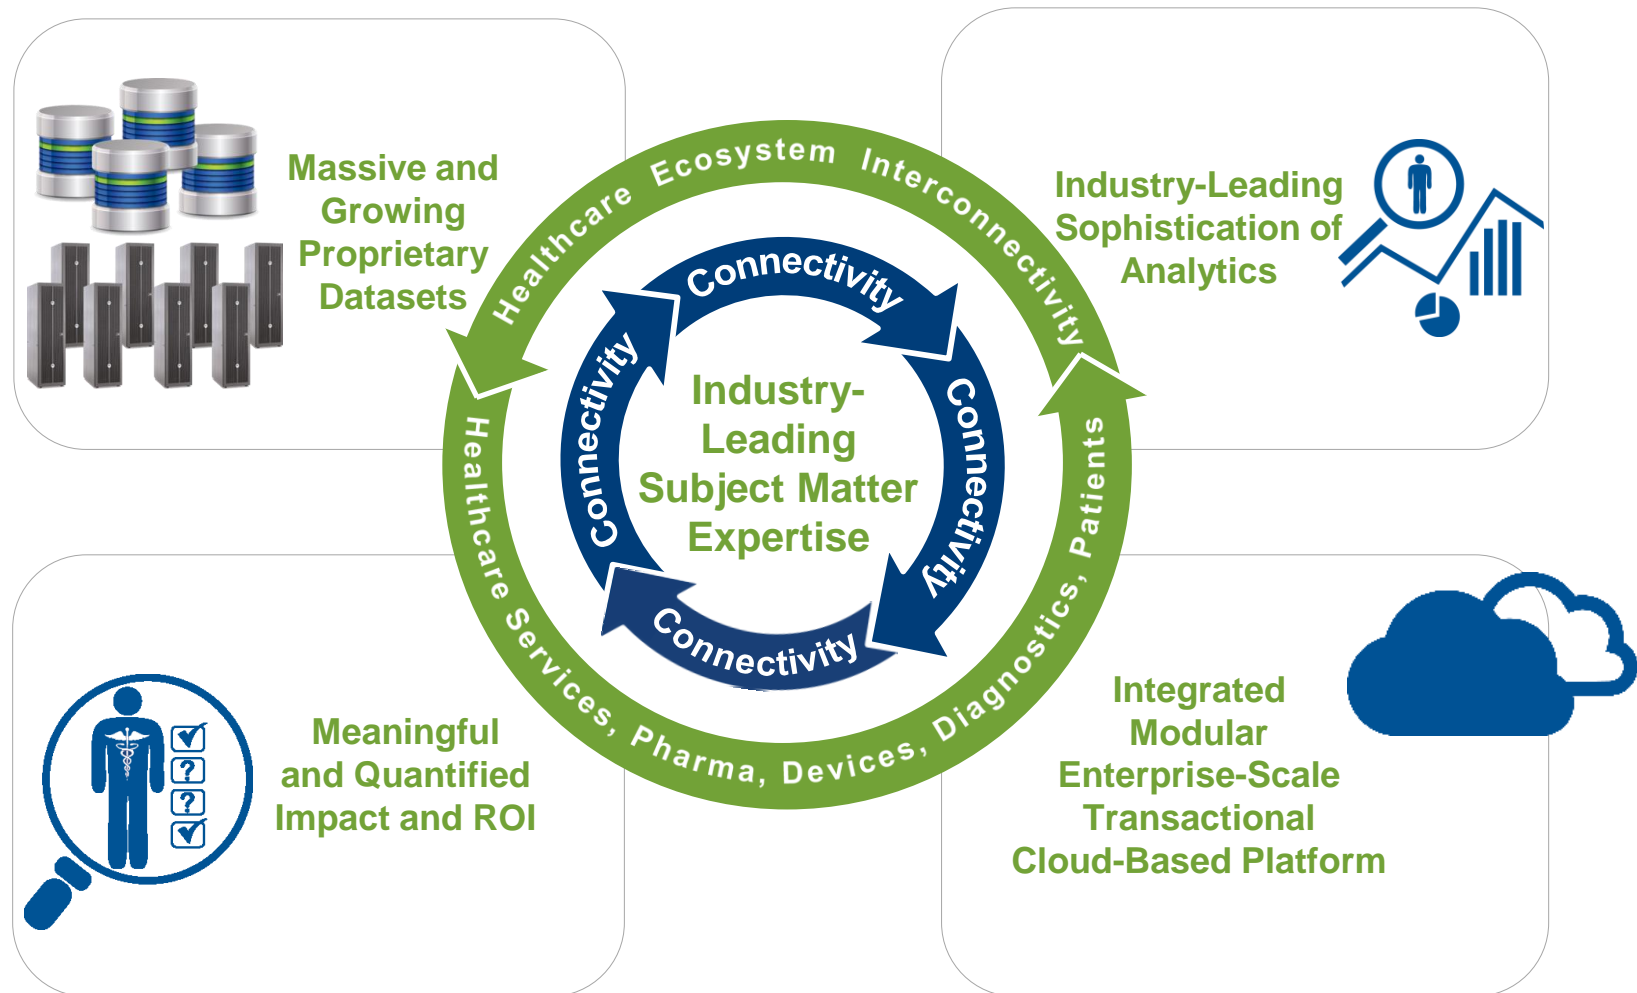 Massive and
Growing
Proprietary
Datasets
Industry-Leading
Sophistication of
Analytics
Healthcare Ecosystem Interconnectivity
Healthcare Services, Pharma, Devices, Diagnostics, Patients
Connectivity
Connectivity
Connectivity
Connectivity
Industry-
Leading
Subject Matter
Expertise
Meaningful
and Quantified
Impact and ROI
?
?
Integrated
Modular
Enterprise-Scale
Transactional
Cloud-Based Platform